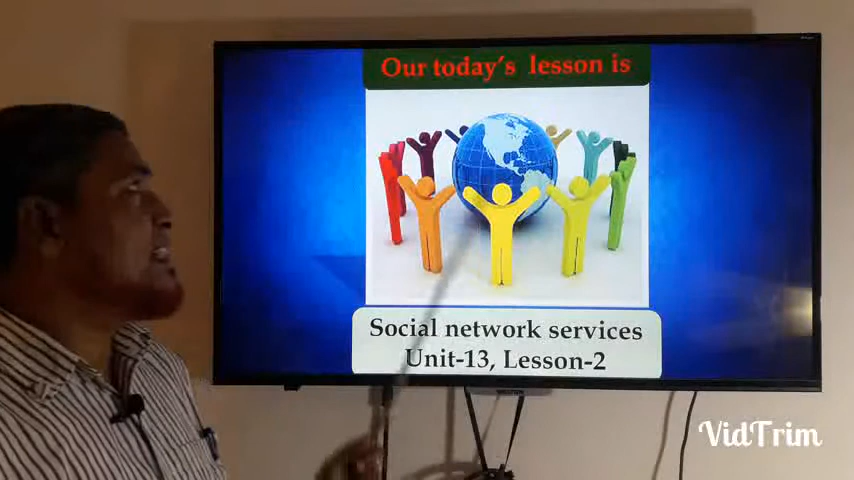 Our today's lesson is
Social network services
Unit-13, Lesson-2
VidTrim